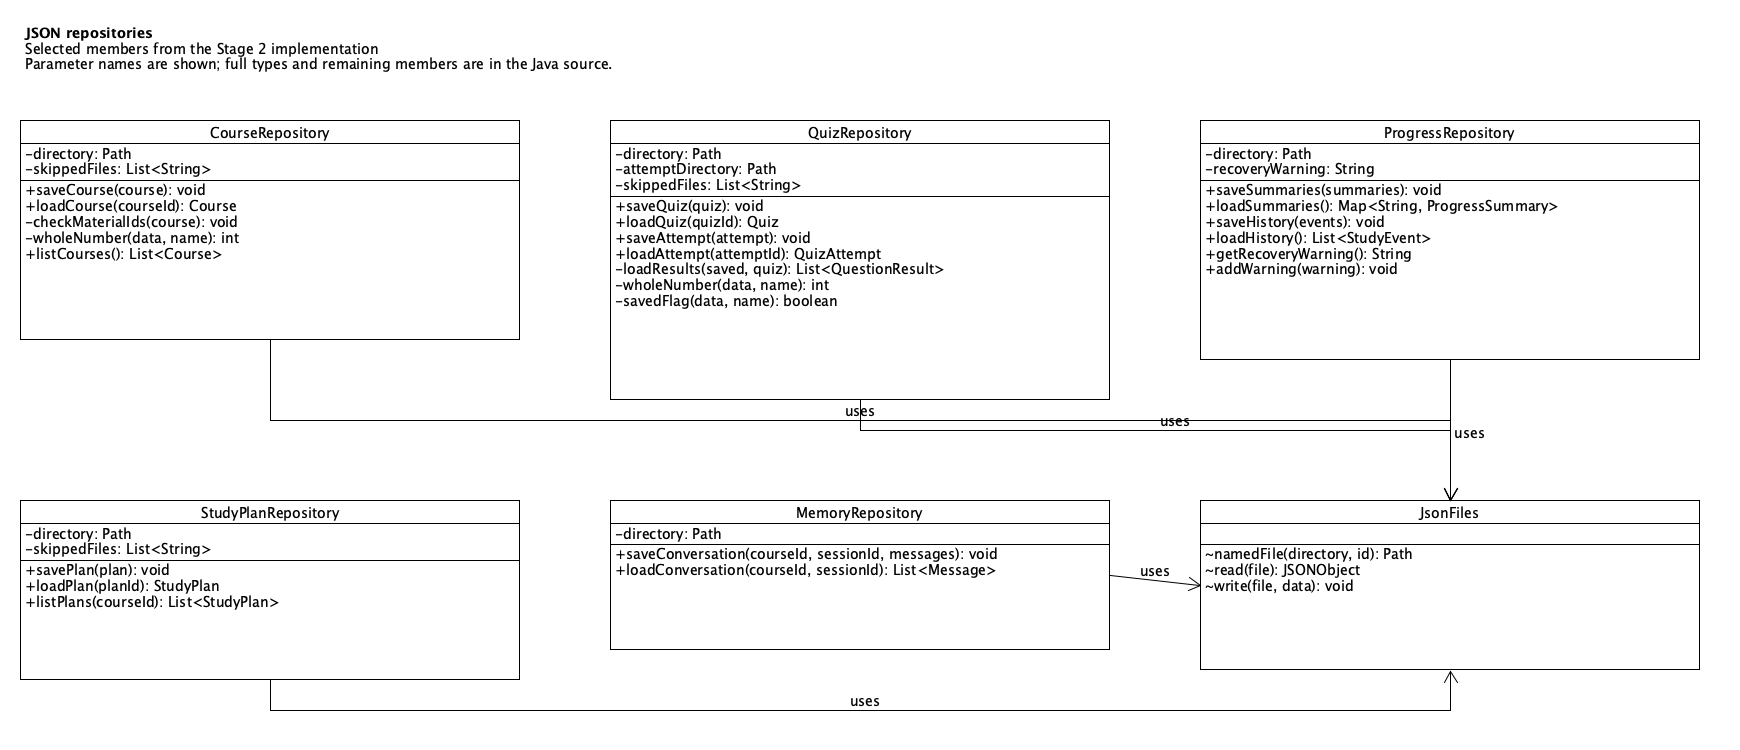 JSON repositories
Selected members from the Stage 2 implementation
Parameter names are shown; full types and remaining members are in the Java source.
CourseRepository
-directory: Path
-skippedFiles: List<String>
+saveCourse(course): void
+loadCourse(courseId): Course
-checkMaterialIds(course): void
-wholeNumber(data, name): int
+listCourses(): List<Course>
QuizRepository
-directory: Path
-attemptDirectory: Path
-skippedFiles: List<String>
+saveQuiz(quiz): void
+loadQuiz(quizId): Quiz
+saveAttempt(attempt): void
+loadAttempt(attemptId): QuizAttempt
-loadResults(saved, quiz): List<QuestionResult>
-wholeNumber(data, name): int
-savedFlag(data, name): boolean
ProgressRepository
-directory: Path
-recoveryWarning: String
+saveSummaries(summaries): void
+loadSummaries(): Map<String, ProgressSummary>
+saveHistory(events): void
+loadHistory(): List<StudyEvent>
+getRecoveryWarning(): String
+addWarning(warning): void
uses
uses
uses
StudyPlanRepository
-directory: Path
-skippedFiles: List<String>
+savePlan(plan): void
+loadPlan(planId): StudyPlan
+listPlans(courseId): List<StudyPlan>
MemoryRepository
-directory: Path
+saveConversation(courseId, sessionId, messages): void
+loadConversation(courseId, sessionId): List<Message>
uses
JsonFiles
~namedFile(directory, id): Path
~read(file): JSONObject
~write(file, data): void
uses